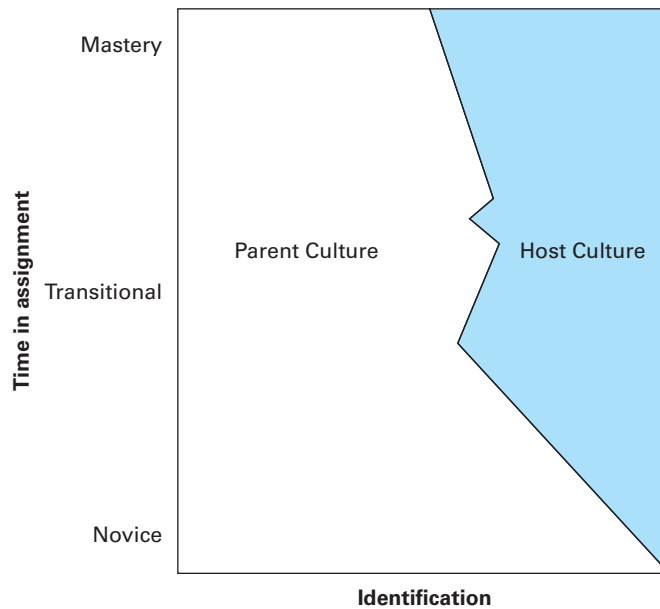 Mastery
Parent Culture
Host Culture
Transitional
Time in assignment
Novice
Identification